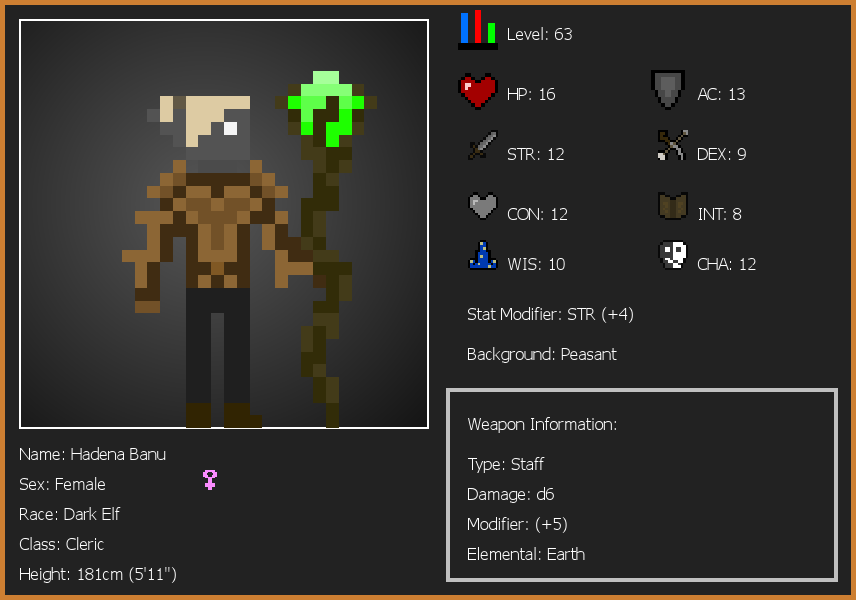 Level: 63
HP: 16
AC: 13
STR: 12
DEX: 9
CON: 12
INT: 8
WIS: 10
CHA: 12
Stat Modifier: STR (+4)
Background: Peasant
Weapon Information:
Type: Staff
Damage: d6
Modifier: (+5)
Elemental: Earth
Name: Hadena Banu
Sex: Female
Race: Dark Elf
Class: Cleric
Height: 181cm (5'11")